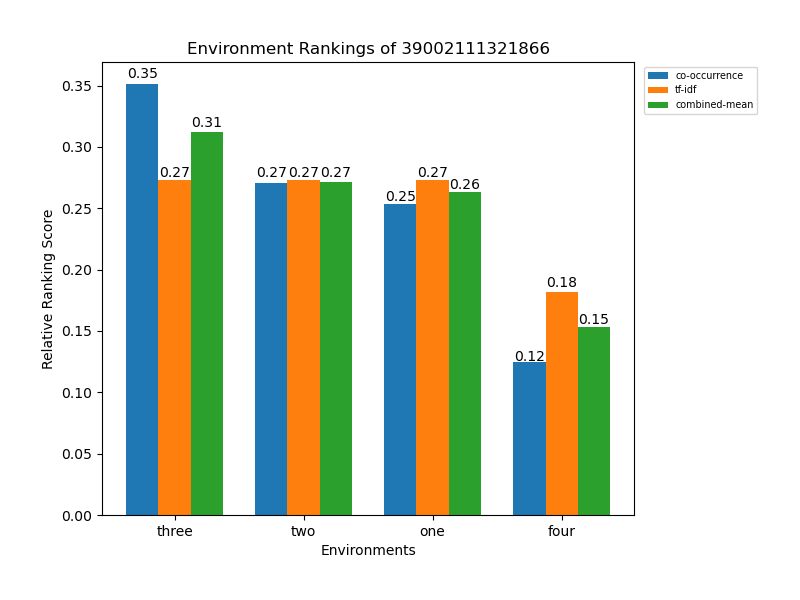 Environment Rankings of 39002111321866
co-occurrence
tf-idf
combined-mean
Relative Ranking Score
0.35
0.30
0.25
0.20
0.15
0.10
0.05
0.00
0.35
0.27
0.31
0.27
0.27
0.27
0.25
0.27
0.26
0.12
0.18
0.15
three
two
one
four
Environments